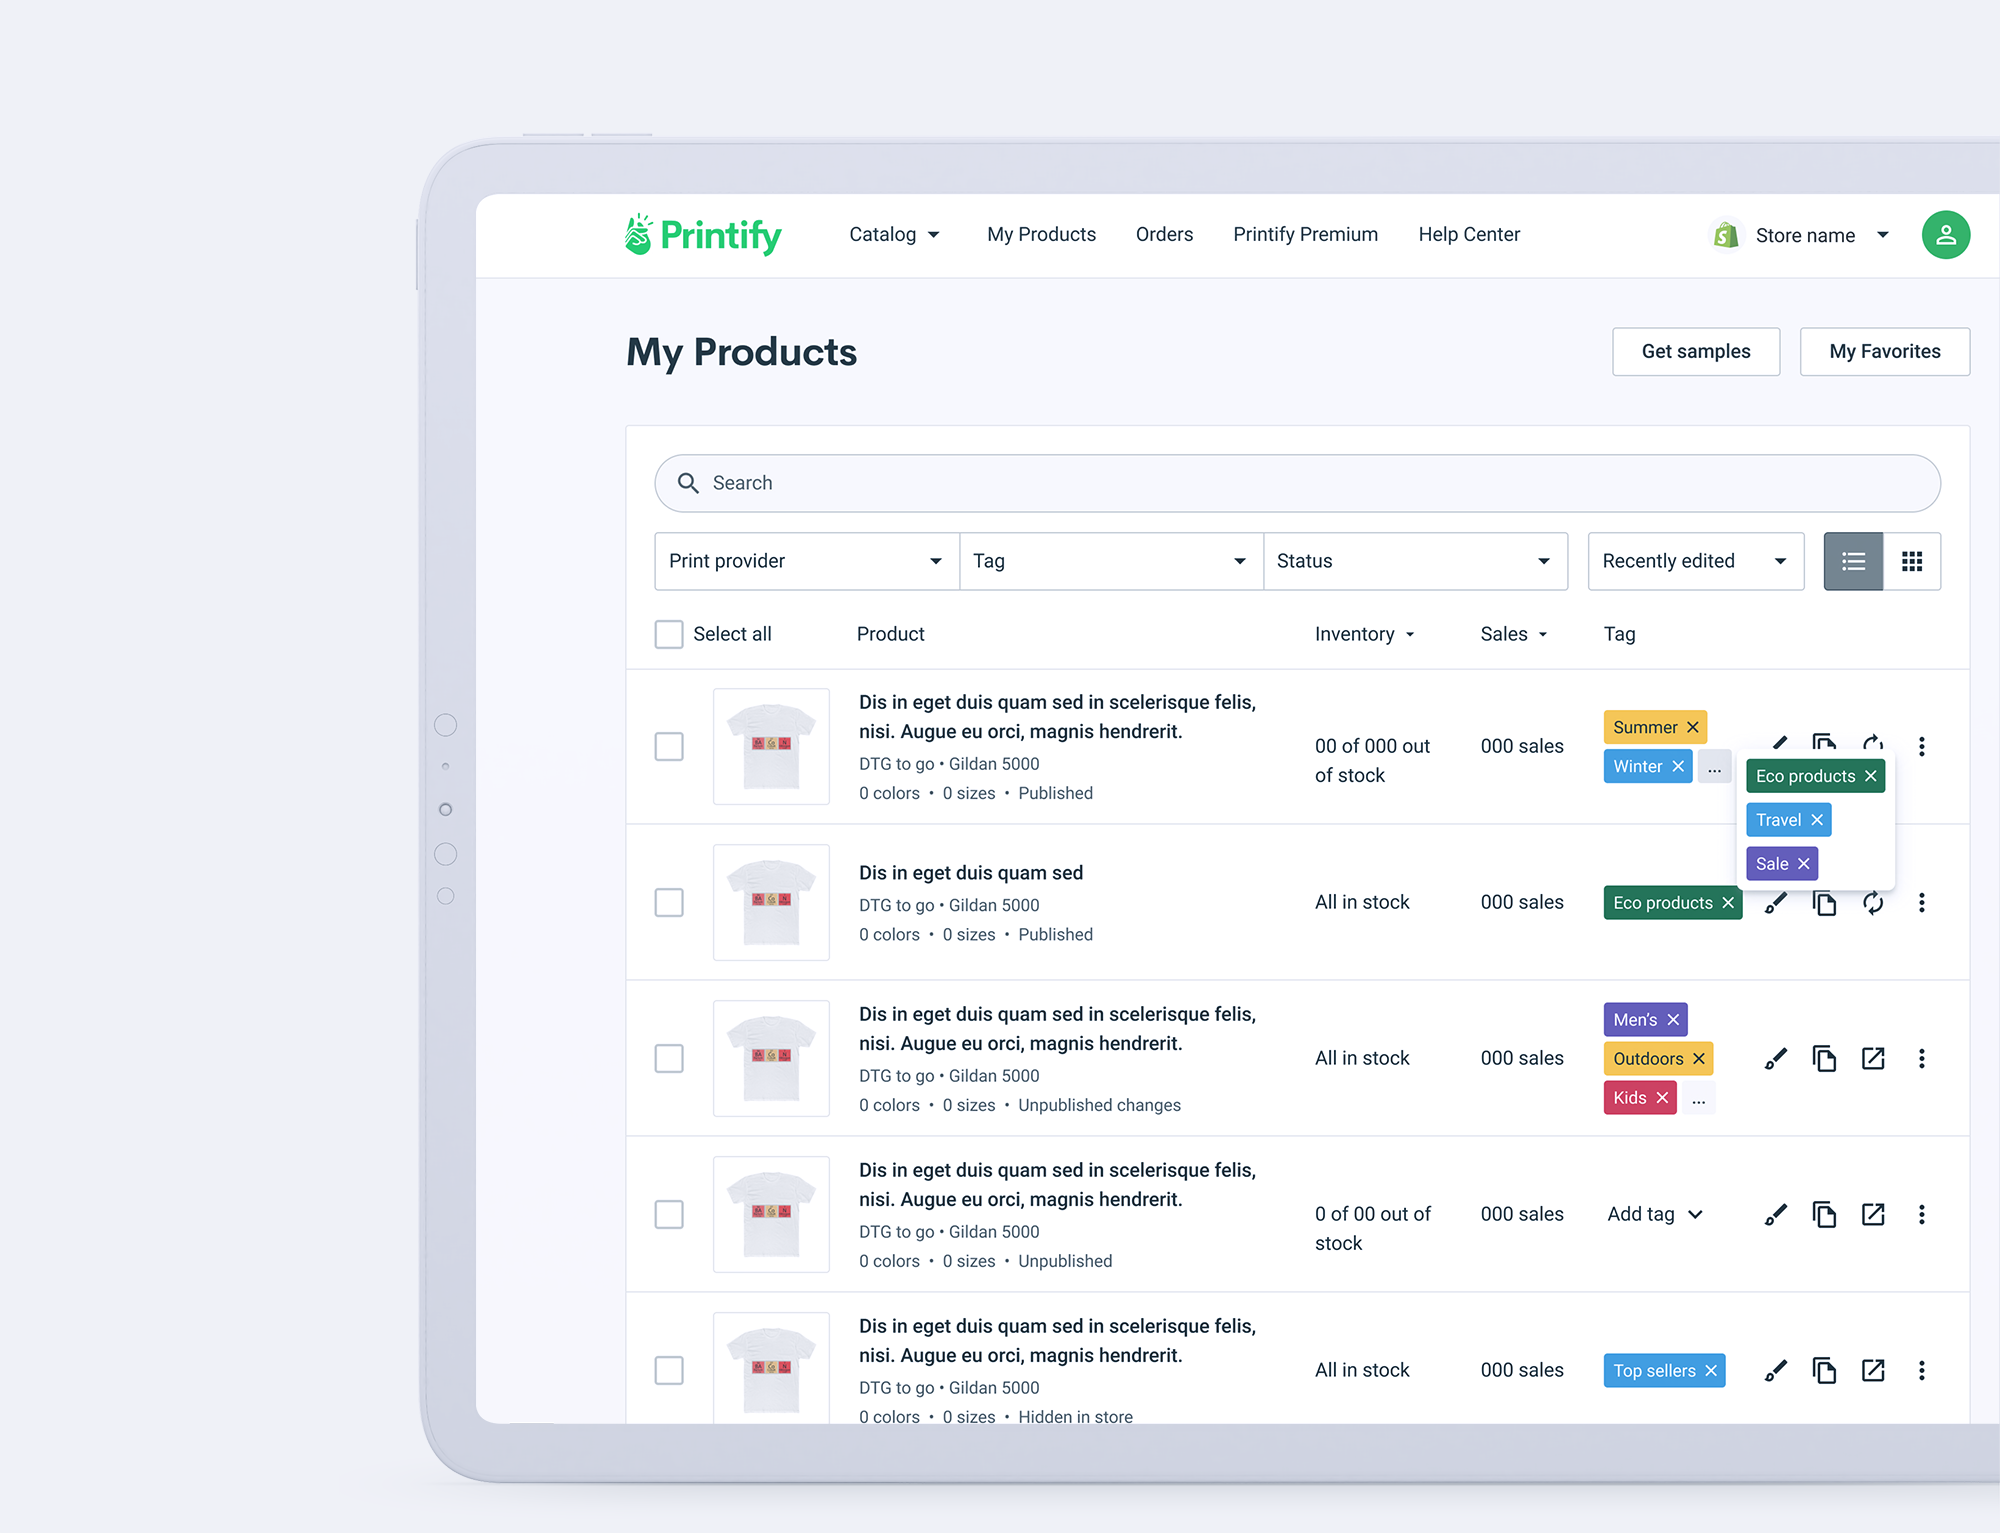 Printify
Catalog
My Products
Orders
Printify Premium
Help Center
Store name
My Products
Get samples
My Favorites
Search
Print provider
Tag
Status
Recently edited
Select all
Product
Inventory
Sales
Tag
Dis in eget duis quam sed in scelerisque felis,
nisi. Augue eu orci, magnis hendrerit.
DTG to go • Gildan 5000
0 colors • 0 sizes • Published
00 of 000 out
of stock
000 sales
Summer
Winter
...
Eco products
Travel
Sale
Dis in eget duis quam sed
DTG to go • Gildan 5000
0 colors • 0 sizes • Published
All in stock
000 sales
Eco products
Dis in eget duis quam sed in scelerisque felis,
nisi. Augue eu orci, magnis hendrerit.
DTG to go • Gildan 5000
0 colors • 0 sizes • Unpublished changes
All in stock
000 sales
Men's
Outdoors
Kids
...
Dis in eget duis quam sed in scelerisque felis,
nisi. Augue eu orci, magnis hendrerit.
DTG to go • Gildan 5000
0 colors • 0 sizes • Unpublished
0 of 00 out of
stock
000 sales
Add tag
Dis in eget duis quam sed in scelerisque felis,
nisi. Augue eu orci, magnis hendrerit.
DTG to go • Gildan 5000
0 colors • 0 sizes • Hidden in store
All in stock
000 sales
Top sellers